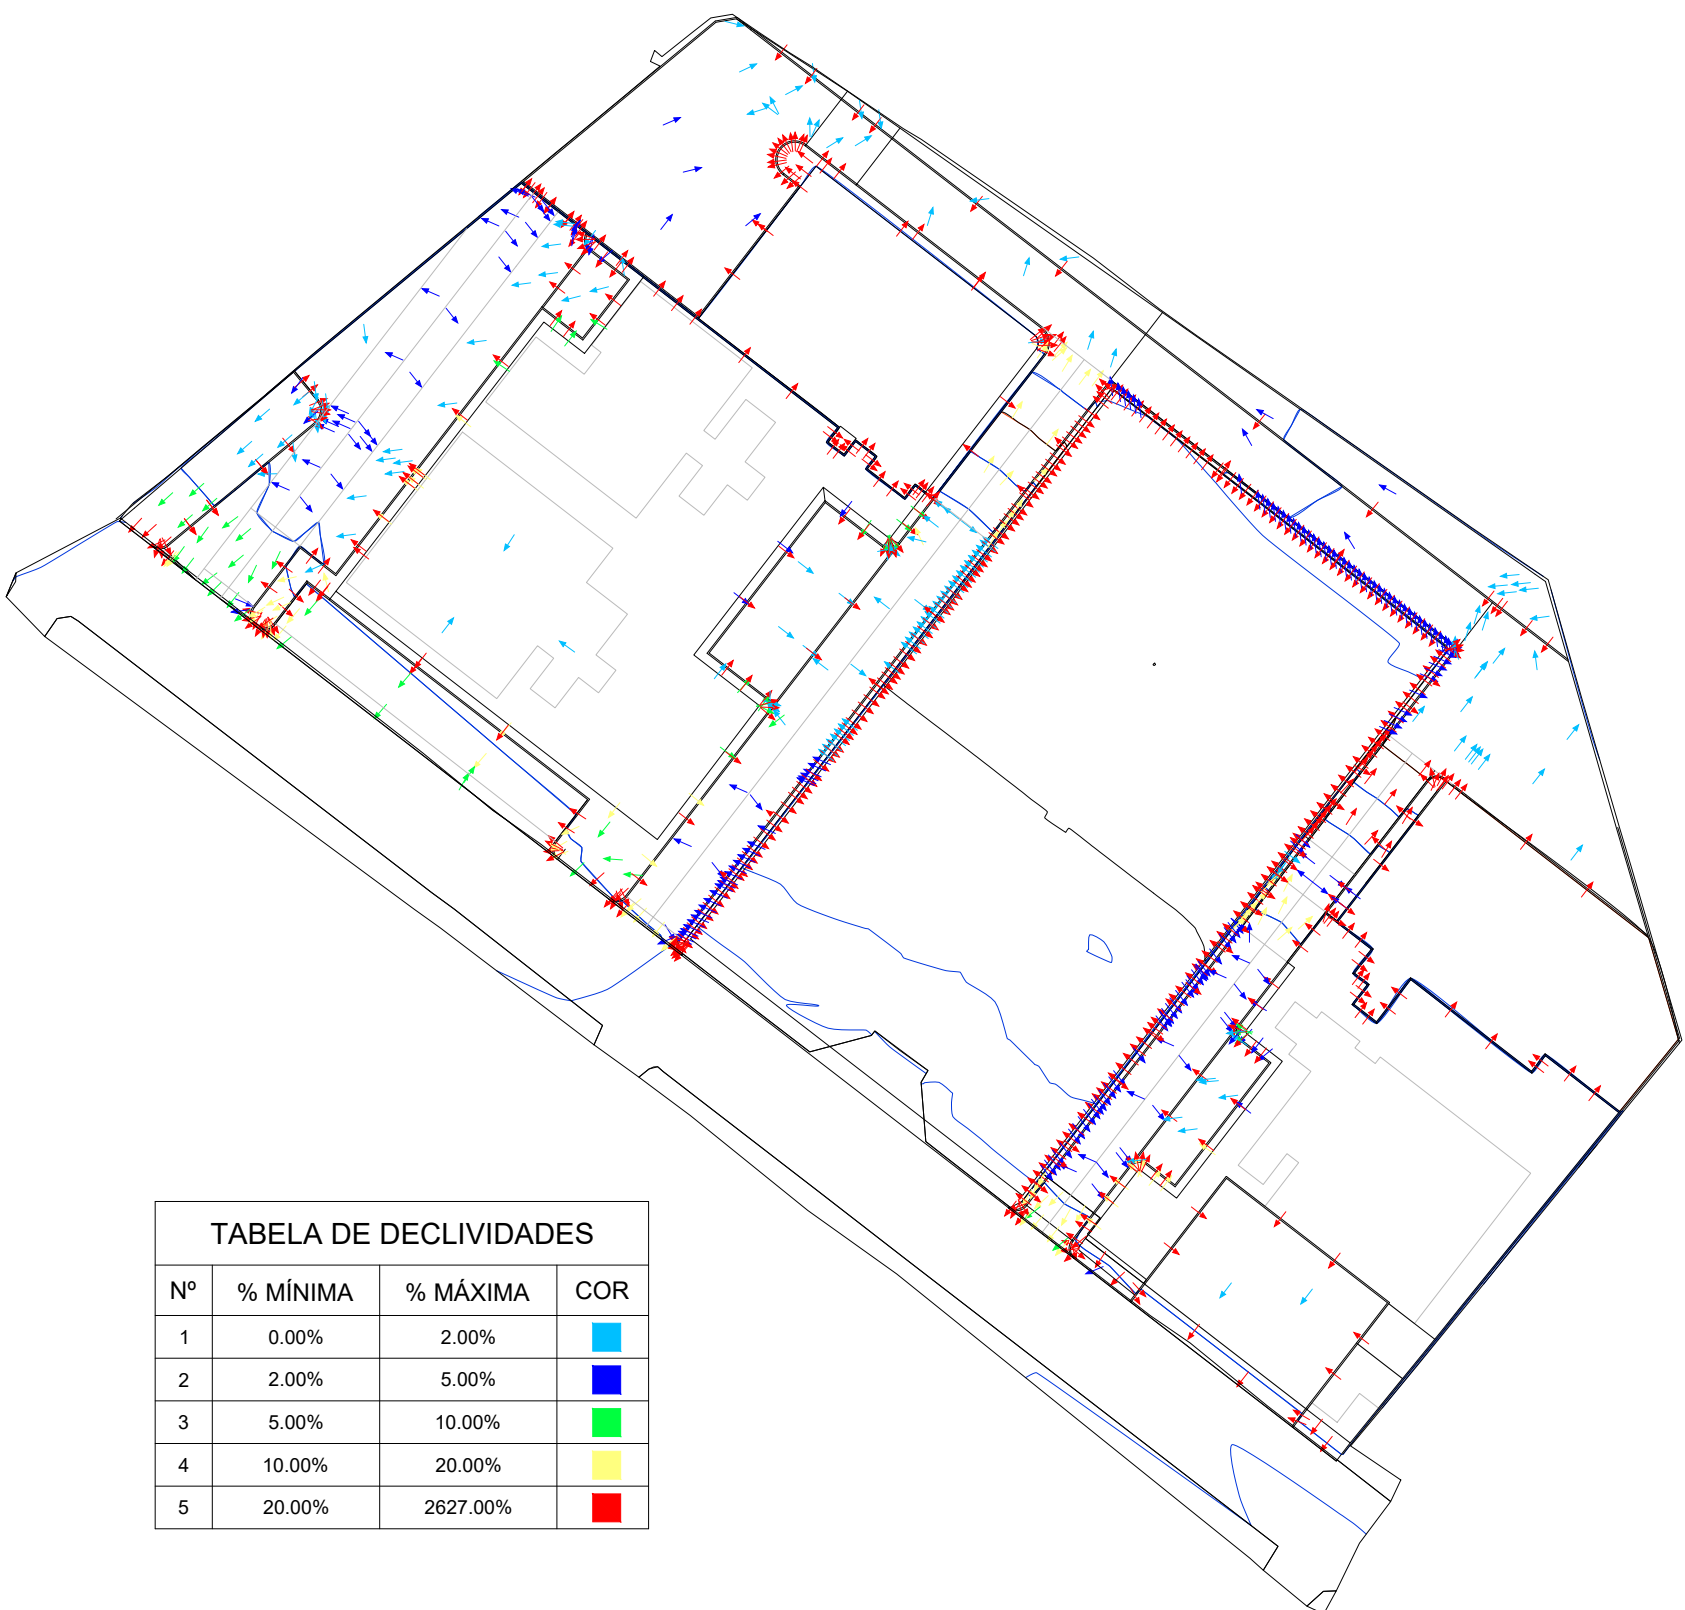 TABELA DE DECLIVIDADES
Nº % MÍNIMA % MÁXIMA COR
1 0.00% 2.00%
2 2.00% 5.00%
3 5.00% 10.00%
4 10.00% 20.00%
5 20.00% 2627.00%